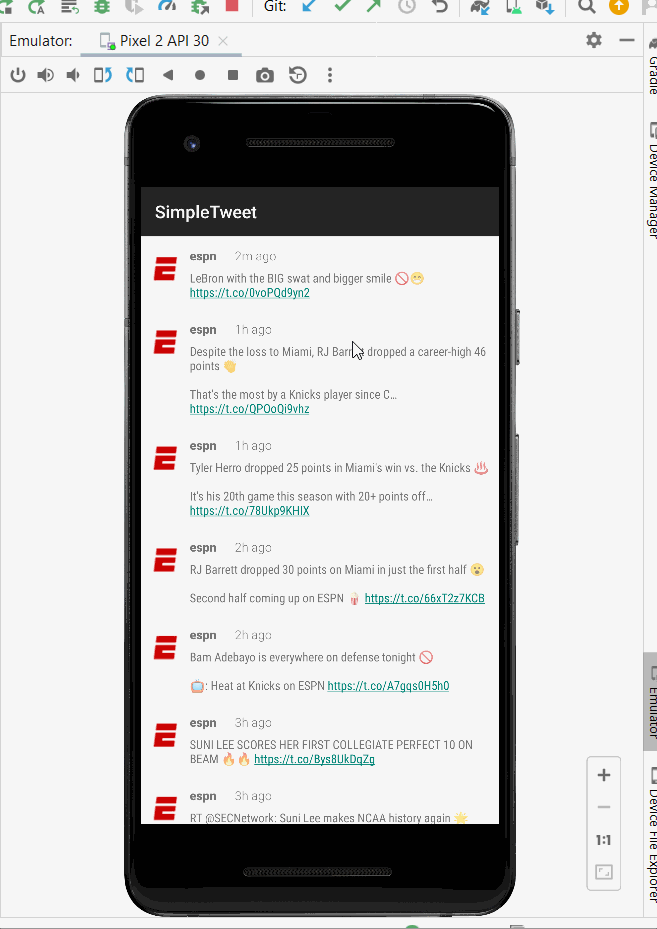 Git:
Emulator: Pixel 2 API 30
Gradle
Device Manager
SimpleTweet
espn 2m ago
LeBron with the BIG swat and bigger smile 🚫😁
https://t.co/0voPQd9yn2
espn 1h ago
Despite the loss to Miami, RJ Barrett dropped a career-high 46
points 👏
That's the most by a Knicks player since C…
https://t.co/QPOoQi9vhz
espn 1h ago
Tyler Herro dropped 25 points in Miami's win vs. the Knicks ♨️
It's his 20th game this season with 20+ points off…
https://t.co/78Ukp9KHIX
espn 2h ago
RJ Barrett dropped 30 points on Miami in just the first half 😮
Second half coming up on ESPN 🍿 https://t.co/66xT2z7KCB
espn 2h ago
Bam Adebayo is everywhere on defense tonight 🚫
📺: Heat at Knicks on ESPN https://t.co/A7gqs0H5h0
espn 3h ago
SUNI LEE SCORES HER FIRST COLLEGIATE PERFECT 10 ON
BEAM 🔥🔥 https://t.co/Bys8UkDqZg
espn 3h ago
RT @SECNetwork: Suni Lee makes NCAA history again 🌟
Emulator
1:1
Device File Explorer